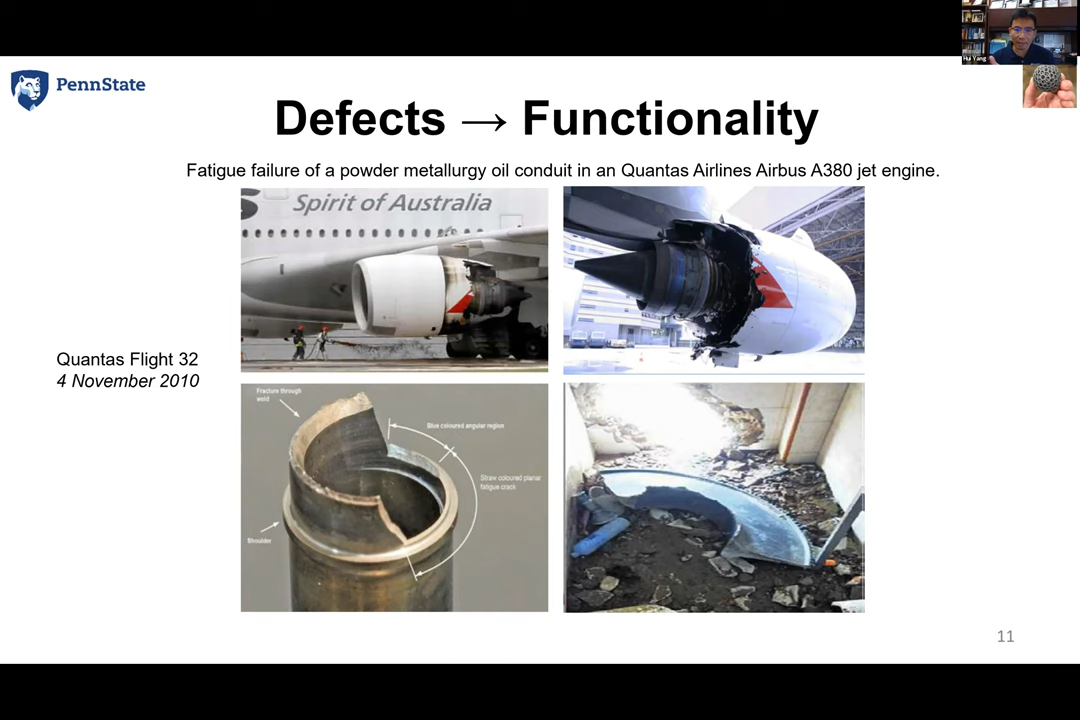 Hui Yang
PennState
Defects → Functionality
Fatigue failure of a powder metallurgy oil conduit in an Quantas Airlines Airbus A380 jet engine.
S
Spirit of Australia
Quantas Flight 32
4 November 2010
Fracture through
weld
Blue coloured angular region
Straw coloured planar
fatigue crack
Shoulder
11